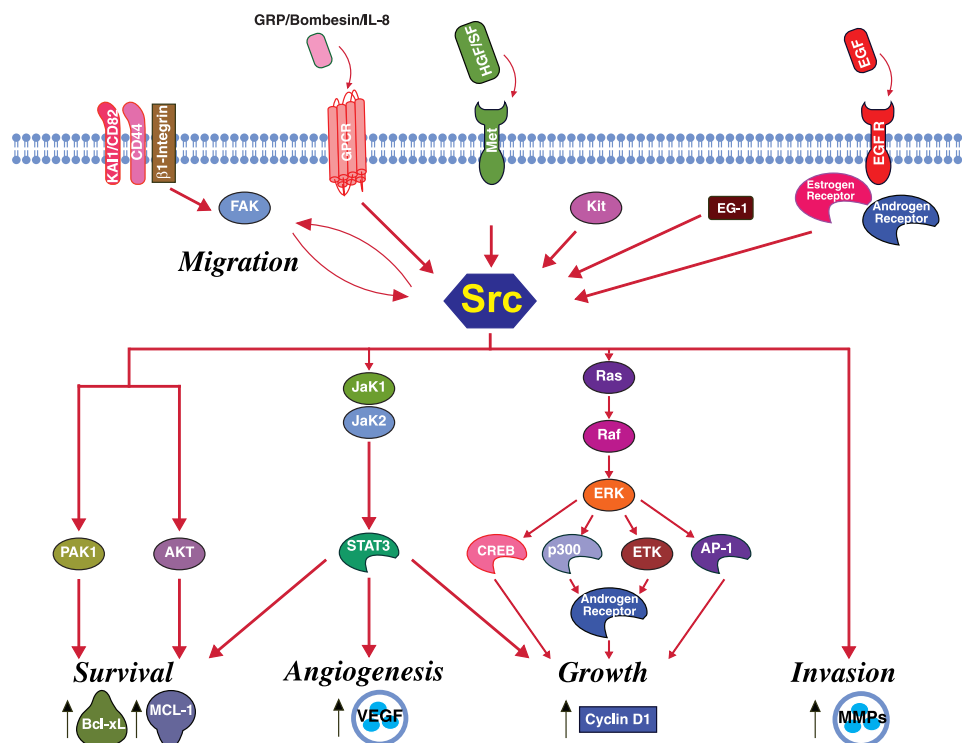 GRP/Bombesin/IL-8
HGF/SF
EGF
KAI1/CD82
CD44
β1-Integrin
GPCR
Met
EGF R
FAK
Kit
EG-1
Estrogen
Receptor
Androgen
Receptor
Migration
Src
JaK1
JaK2
Ras
Raf
ERK
PAK1
AKT
STAT3
CREB
p300
ETK
AP-1
Androgen
Receptor
Survival
Angiogenesis
Growth
Invasion
Bcl-xL
MCL-1
VEGF
Cyclin D1
MMPs